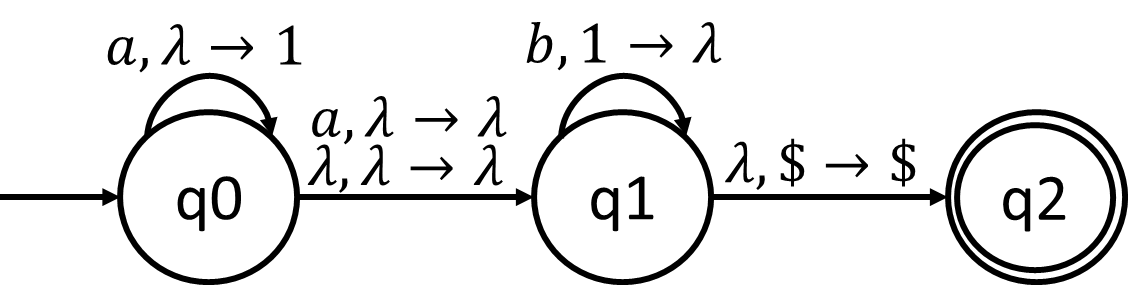 a, λ → 1
b, 1 → λ
a, λ → λ
λ, λ → λ
λ, $ → $
q0
q1
q2